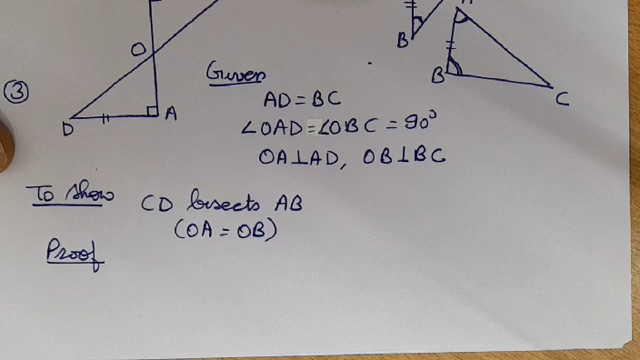 B
A
B
C
O
③
D
A
Given
AD = BC
∠OAD = ∠OBC = 90°
OA ⊥ AD, OB ⊥ BC
To Show CD bisects AB
(OA = OB)
Proof